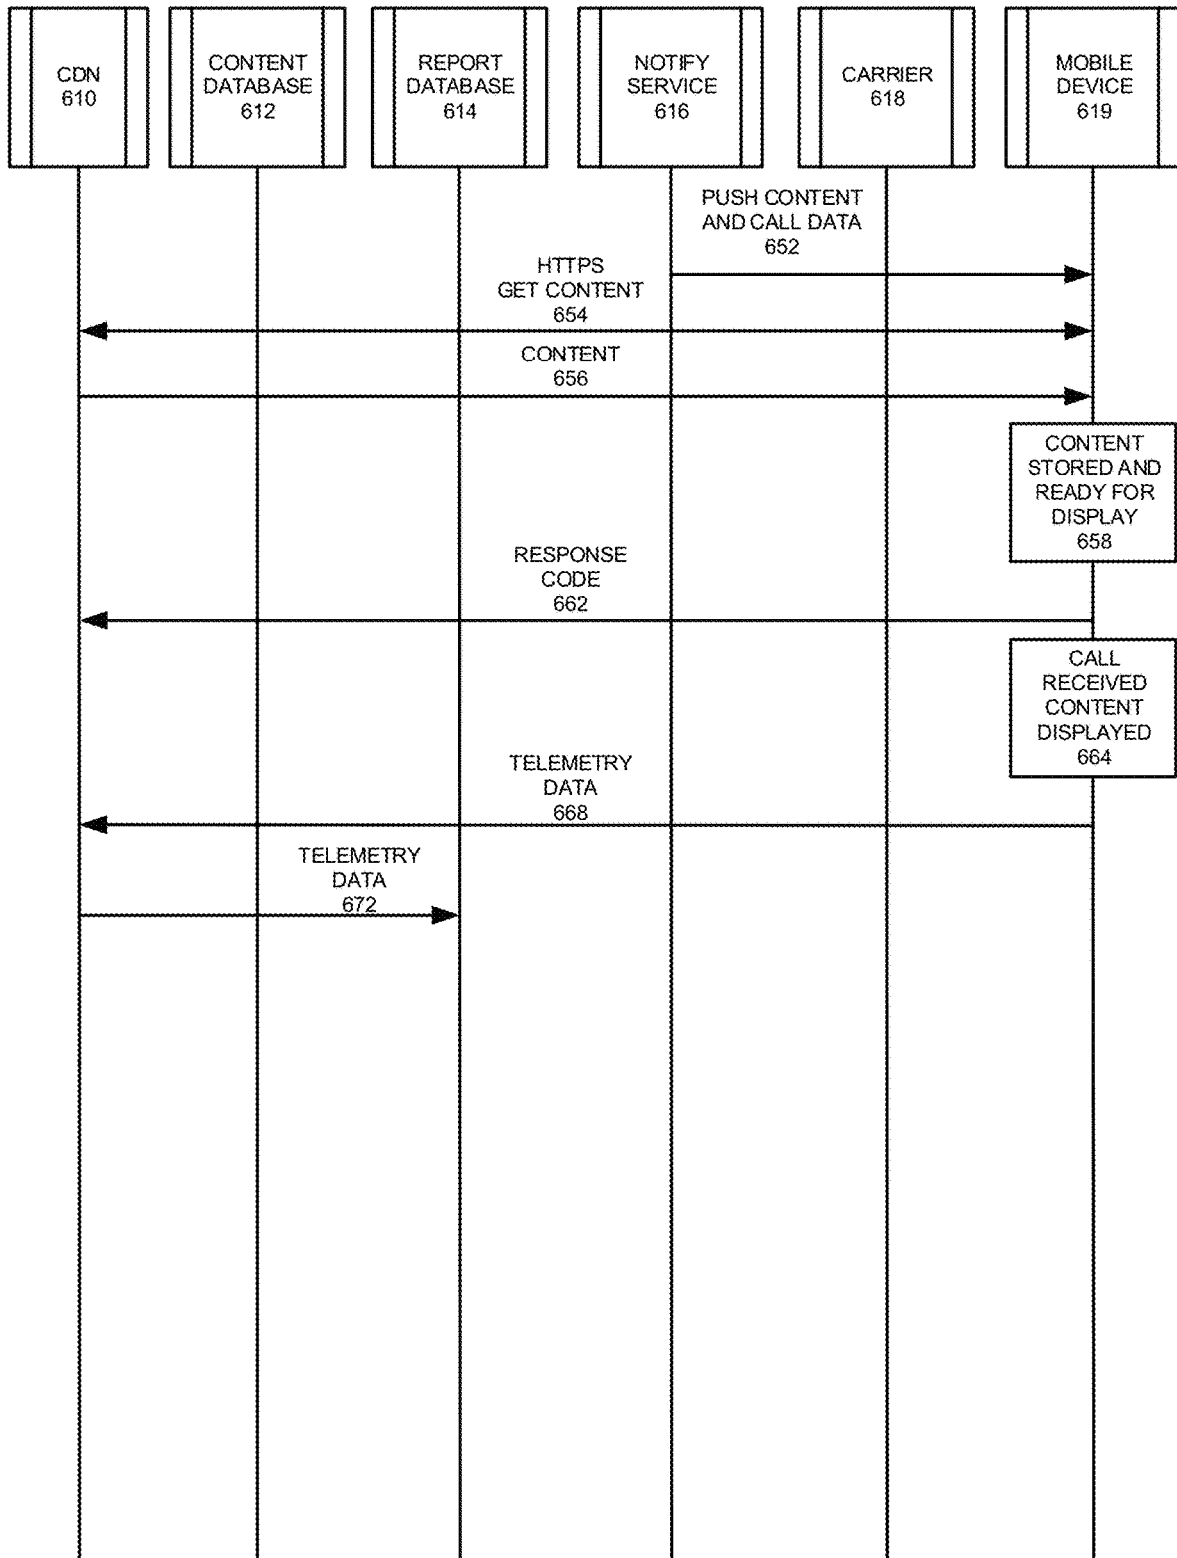 CDN
610
CONTENT
DATABASE
612
REPORT
DATABASE
614
NOTIFY
SERVICE
616
CARRIER
618
MOBILE
DEVICE
619
PUSH CONTENT
AND CALL DATA
652
HTTPS
GET CONTENT
654
CONTENT
656
CONTENT
STORED AND
READY FOR
DISPLAY
658
RESPONSE
CODE
662
CALL
RECEIVED
CONTENT
DISPLAYED
664
TELEMETRY
DATA
668
TELEMETRY
DATA
672